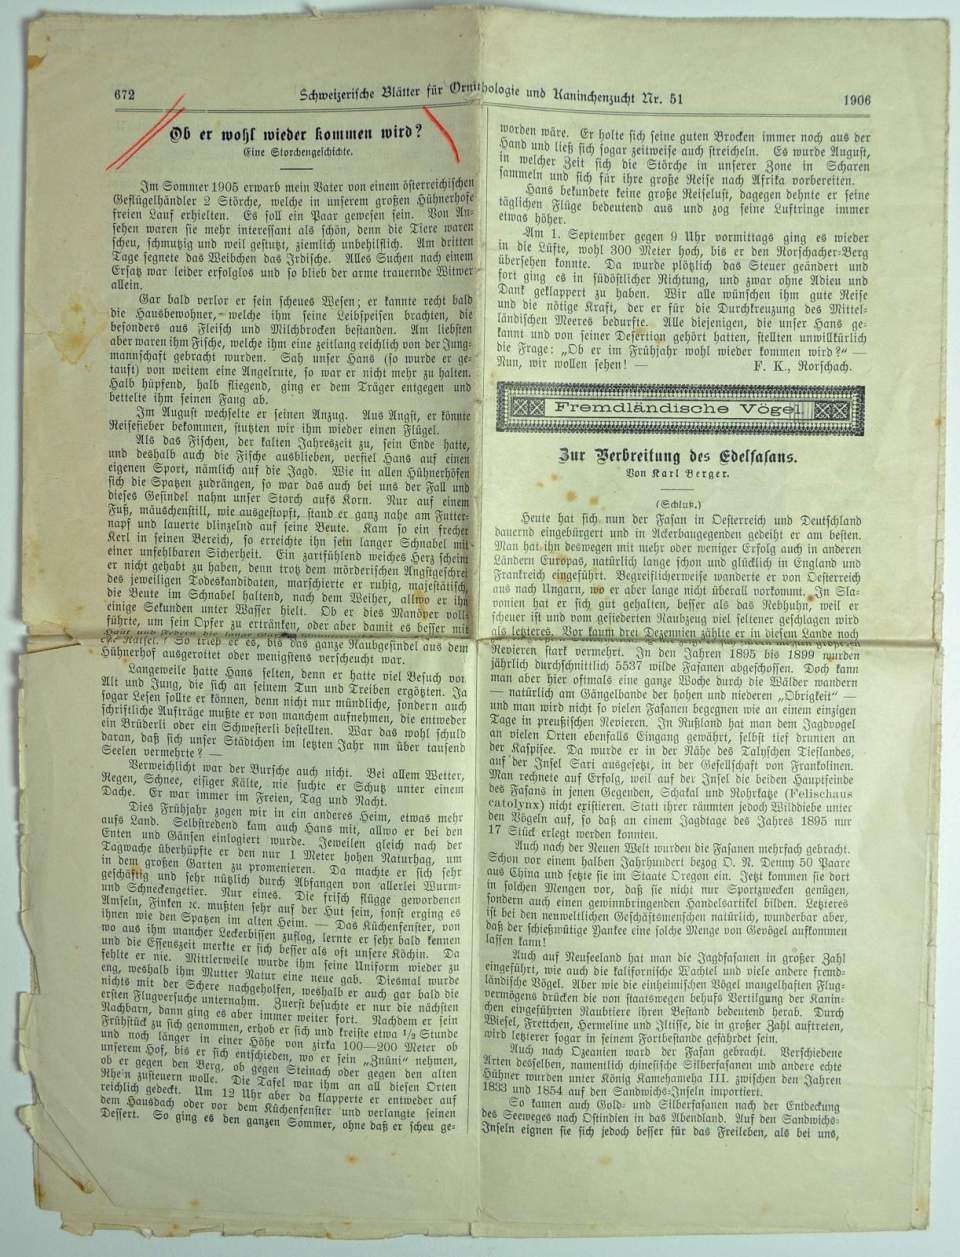 672
Schweizerische Blätter für Ornithologie und Kaninchenzucht Nr. 51
1906
Ob er wohl wieder kommen wird?
Eine Storchengeschichte.
Im Sommer 1905 erwarb mein Vater von einem österreichischen
Geflügelhändler 2 Störche, welche in unserem großen Hühnerhofe
freien Lauf erhielten. Es soll ein Paar gewesen sein. Von An-
sehen waren sie mehr interessant als schön, denn die Tiere waren
scheu, schmutzig und weil gestutzt, ziemlich unbehilflich. Am dritten
Tage segnete das Weibchen das Irdische. Alles Suchen nach einem
Ersatz war leider erfolglos und so blieb der arme trauernde Witwer
allein.
Gar bald verlor er sein scheues Wesen; er kannte recht bald
die Hausbewohner, welche ihm seine Leibspeisen brachten, die
besonders aus Fleisch und Milchbrocken bestanden. Am liebsten
aber waren ihm Fische, welche ihm eine zeitlang reichlich von der Jung-
mannschaft gebracht wurden. Sah unser Hans (so wurde er ge-
tauft) von weitem eine Angelrute, so war er nicht mehr zu halten.
Halb hüpfend, halb fliegend, ging er dem Träger entgegen und
bettelte ihm seinen Fang ab.
Im August wechselte er seinen Anzug. Aus Angst, er könnte
Reisefieber bekommen, stutzten wir ihm wieder einen Flügel.
Als das Fischen, der kalten Jahreszeit zu, sein Ende hatte,
und deshalb auch die Fische ausblieben, verfiel Hans auf einen
eigenen Sport, nämlich auf die Jagd. Wie in allen Hühnerhöfen
sich die Spatzen zudrängen, so war das auch bei uns der Fall und
dieses Gesindel nahm unser Storch aufs Korn. Nur auf einem
Fuß, mäuschenstill, wie ausgestopft, stand er ganz nahe am Futter-
napf und lauerte blinzelnd auf seine Beute. Kam so ein frecher
Kerl in seinen Bereich, so erreichte ihn sein langer Schnabel mit
einer unfehlbaren Sicherheit. Ein zartfühlend weiches Herz schein
er nicht gehabt zu haben, denn trotz dem mörderischen Angstgeschrei
des jeweiligen Todeskandidaten, marschierte er ruhig, majestätisch,
die Beute im Schnabel haltend, nach dem Weiher, allwo er ihn
einige Sekunden unter Wasser hielt. Ob er dies Manöver voll-
führte, um sein Opfer zu ertränken, oder aber damit es besser mit
Haut und Federn die
So trieb er es, bis das ganze Raubgesindel aus dem
Hühnerhof ausgerottet oder wenigstens verscheucht war.
Langeweile hatte Hans selten, denn er hatte viel Besuch von
Alt und Jung, die sich an seinem Tun und Treiben ergötzten. Ja
sogar Lesen sollte er können, denn nicht nur mündliche, sondern auch
schriftliche Aufträge mußte er von manchem aufnehmen, die entweder
ein Brüderli oder ein Schwesterli bestellten. War das wohl schuld
daran, daß sich unser Städtchen im letzten Jahr um über tausend
Seelen vermehrte? —
Verweichlicht war der Bursche auch nicht. Bei allem Wetter,
Regen, Schnee, eisiger Kälte, nie suchte er Schutz unter einem
Dache. Er war immer im Freien, Tag und Nacht.
Dies Frühjahr zogen wir in ein anderes Heim, etwas mehr
aufs Land. Selbstredend kam auch Hans mit, allwo er bei den
Enten und Gänsen einlogiert wurde. Jeweilen gleich nach der
Tagwache überhüpfte er den nur 1 Meter hohen Naturhag, um
in dem großen Garten zu promenieren. Da machte er sich sehr
geschäftig und sehr nützlich durch Abfangen von allerlei Wurm-
und Schneckengetier. Nur eines. Die frisch flügge gewordenen
Amseln, Finken ꝛc. mußten sehr auf der Hut sein, sonst erging es
ihnen wie den Spatzen im alten Heim. — Das Küchenfenster, von
wo aus ihm mancher Leckerbissen zuflog, lernte er sehr bald kennen
und die Essenszeit merkte er sich besser als oft unsere Köchin. Da
fehlte er nie. Mittlerweile wurde ihm seine Uniform wieder zu
eng, weshalb ihm Mutter Natur eine neue gab. Diesmal wurde
nichts mit der Schere nachgeholfen, weshalb er auch gar bald die
ersten Flugversuche unternahm. Zuerst besuchte er nur die nächsten
Nachbarn, dann ging es aber immer weiter fort. Nachdem er sein
Frühstück zu sich genommen, erhob er sich und kreiste etwa 1/2 Stunde
und noch länger in einer Höhe von zirka 100—200 Meter ob
unserem Hof, bis er sich entschieden, wo er sein „Znüni" nehmen,
ob er gegen den Berg, ob gegen Steinach oder gegen den alten
Rhein zusteuern wolle. Die Tafel war ihm an all diesen Orten
reichlich gedeckt. Um 12 Uhr aber da klapperte er entweder auf
dem Hausdach oder vor dem Küchenfenster und verlangte seinen
Dessert. So ging es den ganzen Sommer, ohne daß er scheu ge-
worden wäre. Er holte sich seine guten Brocken immer noch aus der
Hand und ließ sich sogar zeitweise auch streicheln. Es wurde August,
in welcher Zeit sich die Störche in unserer Zone in Scharen
sammeln und sich für ihre große Reise nach Afrika vorbereiten.
Hans bekundete keine große Reiselust, dagegen dehnte er seine
täglichen Flüge bedeutend aus und zog seine Luftringe immer
etwas höher.
Am 1. September gegen 9 Uhr vormittags ging es wieder
in die Lüfte, wohl 300 Meter hoch, bis er den Rorschacher-Berg
übersehen konnte. Da wurde plötzlich das Steuer geändert und
fort ging es in südöstlicher Richtung, und zwar ohne Adieu und
Dank geklappert zu haben. Wir alle wünschen ihm gute Reise
und die nötige Kraft, der er für die Durchkreuzung des Mittel-
ländischen Meeres bedurfte. Alle diejenigen, die unser Hans ge-
kannt und von seiner Desertion gehört hatten, stellten unwillkürlich
die Frage: „Ob er im Frühjahr wohl wieder kommen wird?" —
Nun, wir wollen sehen! — F. K., Rorschach.
Fremdländische Vögel
Zur Verbreitung des Edelfasans.
Von Karl Berger.
(Schluß.)
Heute hat sich nun der Fasan in Oesterreich und Deutschland
dauernd eingebürgert und in Ackerbaugegenden gedeiht er am besten.
Man hat ihn deswegen mit mehr oder weniger Erfolg auch in anderen
Ländern Europas, natürlich lange schon und glücklich in England und
Frankreich eingeführt. Begreiflicherweise wanderte er von Oesterreich
aus nach Ungarn, wo er aber lange nicht überall vorkommt. In Sla-
vonien hat er sich gut gehalten, besser als das Rebhuhn, weil er
scheuer ist und vom gefiederten Raubzeug viel seltener geschlagen wird
als letzteres. Vor kaum drei Dezennien zählte er in diesem Lande noch
Revieren stark vermehrt. In den Jahren 1895 bis 1899 wurden
jährlich durchschnittlich 5537 wilde Fasanen abgeschossen. Doch kann
man aber hier oftmals eine ganze Woche durch die Wälder wandern
— natürlich am Gängelbande der hohen und niederen „Obrigkeit" —
und man wird nicht so vielen Fasanen begegnen wie an einem einzigen
Tage in preußischen Revieren. In Rußland hat man dem Jagdvogel
an vielen Orten ebenfalls Eingang gewährt, selbst tief drunten an
der Kaspisee. Da wurde er in der Nähe des Talyschen Tieflandes,
auf der Insel Sari ausgesetzt, in der Gesellschaft von Frankolinen.
Man rechnete auf Erfolg, weil auf der Insel die beiden Hauptfeinde
des Fasans in jenen Gegenden, Schakal und Rohrkatze (Felischaus
catolynx) nicht existieren. Statt ihrer räumten jedoch Wilddiebe unter
den Vögeln auf, so daß an einem Jagdtage des Jahres 1895 nur
17 Stück erlegt werden konnten.
Auch nach der Neuen Welt wurden die Fasanen mehrfach gebracht.
Schon vor einem halben Jahrhundert bezog O. N. Denny 50 Paare
aus China und setzte sie im Staate Oregon ein. Jetzt kommen sie dort
in solchen Mengen vor, daß sie nicht nur Sportzwecken genügen,
sondern auch einen gewinnbringenden Handelsartikel bilden. Letzteres
ist bei den neuweltlichen Geschäftsmenschen natürlich, wunderbar aber,
daß der schießwütige Yankee eine solche Menge von Gevögel aufkommen
lassen kann!
Auch auf Neuseeland hat man die Jagdfasanen in großer Zahl
eingeführt, wie auch die kalifornische Wachtel und viele andere fremd-
ländische Vögel. Aber wie die einheimischen Vögel mangelhaften Flug-
vermögens drücken die von staatswegen behufs Vertilgung der Kanin-
chen eingeführten Raubtiere ihren Bestand bedeutend herab. Durch
Wiesel, Frettchen, Hermeline und Iltisse, die in großer Zahl auftreten,
wird letzterer sogar in seinem Fortbestande gefährdet sein.
Auch nach Ozeanien ward der Fasan gebracht. Verschiedene
Arten desselben, namentlich chinesische Silberfasanen und andere echte
Hühner wurden unter König Kamehameha III. zwischen den Jahren
1833 und 1854 auf den Sandwichs-Inseln importiert.
So kamen auch Gold- und Silberfasanen nach der Entdeckung
des Seeweges nach Ostindien in das Abendland. Auf den Sandwichs-
Inseln eignen sie sich jedoch besser für das Freileben, als bei uns,